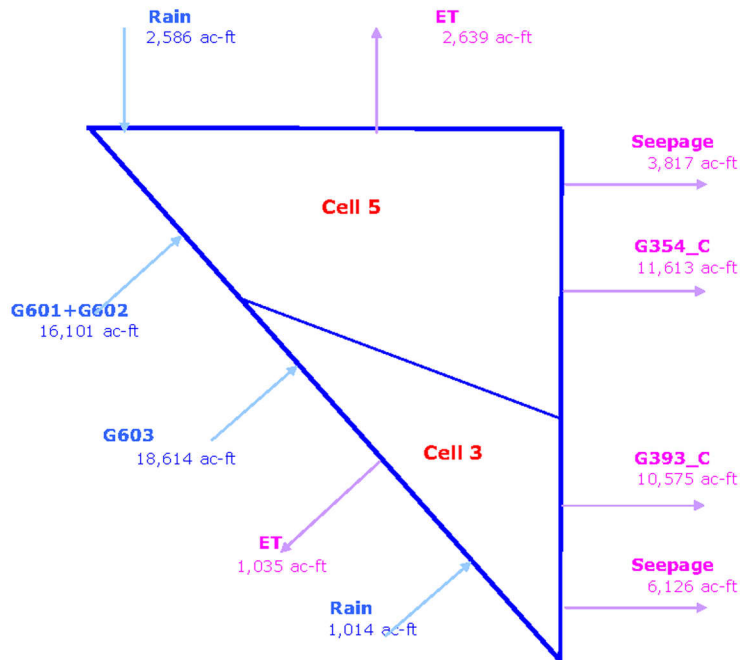 Rain
2,586 ac-ft
ET
2,639 ac-ft
Seepage
3,817 ac-ft
Cell 5
G354_C
11,613 ac-ft
G601+G602
16,101 ac-ft
G603
18,614 ac-ft
Cell 3
G393_C
10,575 ac-ft
ET
1,035 ac-ft
Seepage
6,126 ac-ft
Rain
1,014 ac-ft